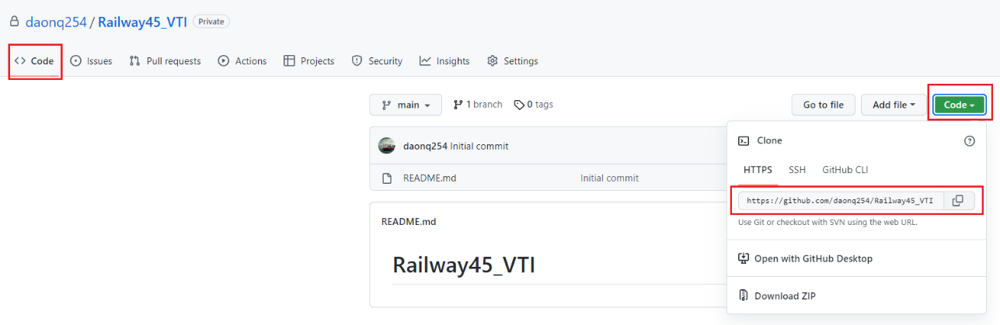 daonq254 / Railway45_VTI Private
Code Issues Pull requests Actions Projects Security Insights Settings
main 1 branch 0 tags Go to file Add file Code
daonq254 Initial commit
README.md Initial commit
README.md
Railway45_VTI
Clone
HTTPS SSH GitHub CLI
https://github.com/daonq254/Railway45_VTI
Use Git or checkout with SVN using the web URL.
Open with GitHub Desktop
Download ZIP